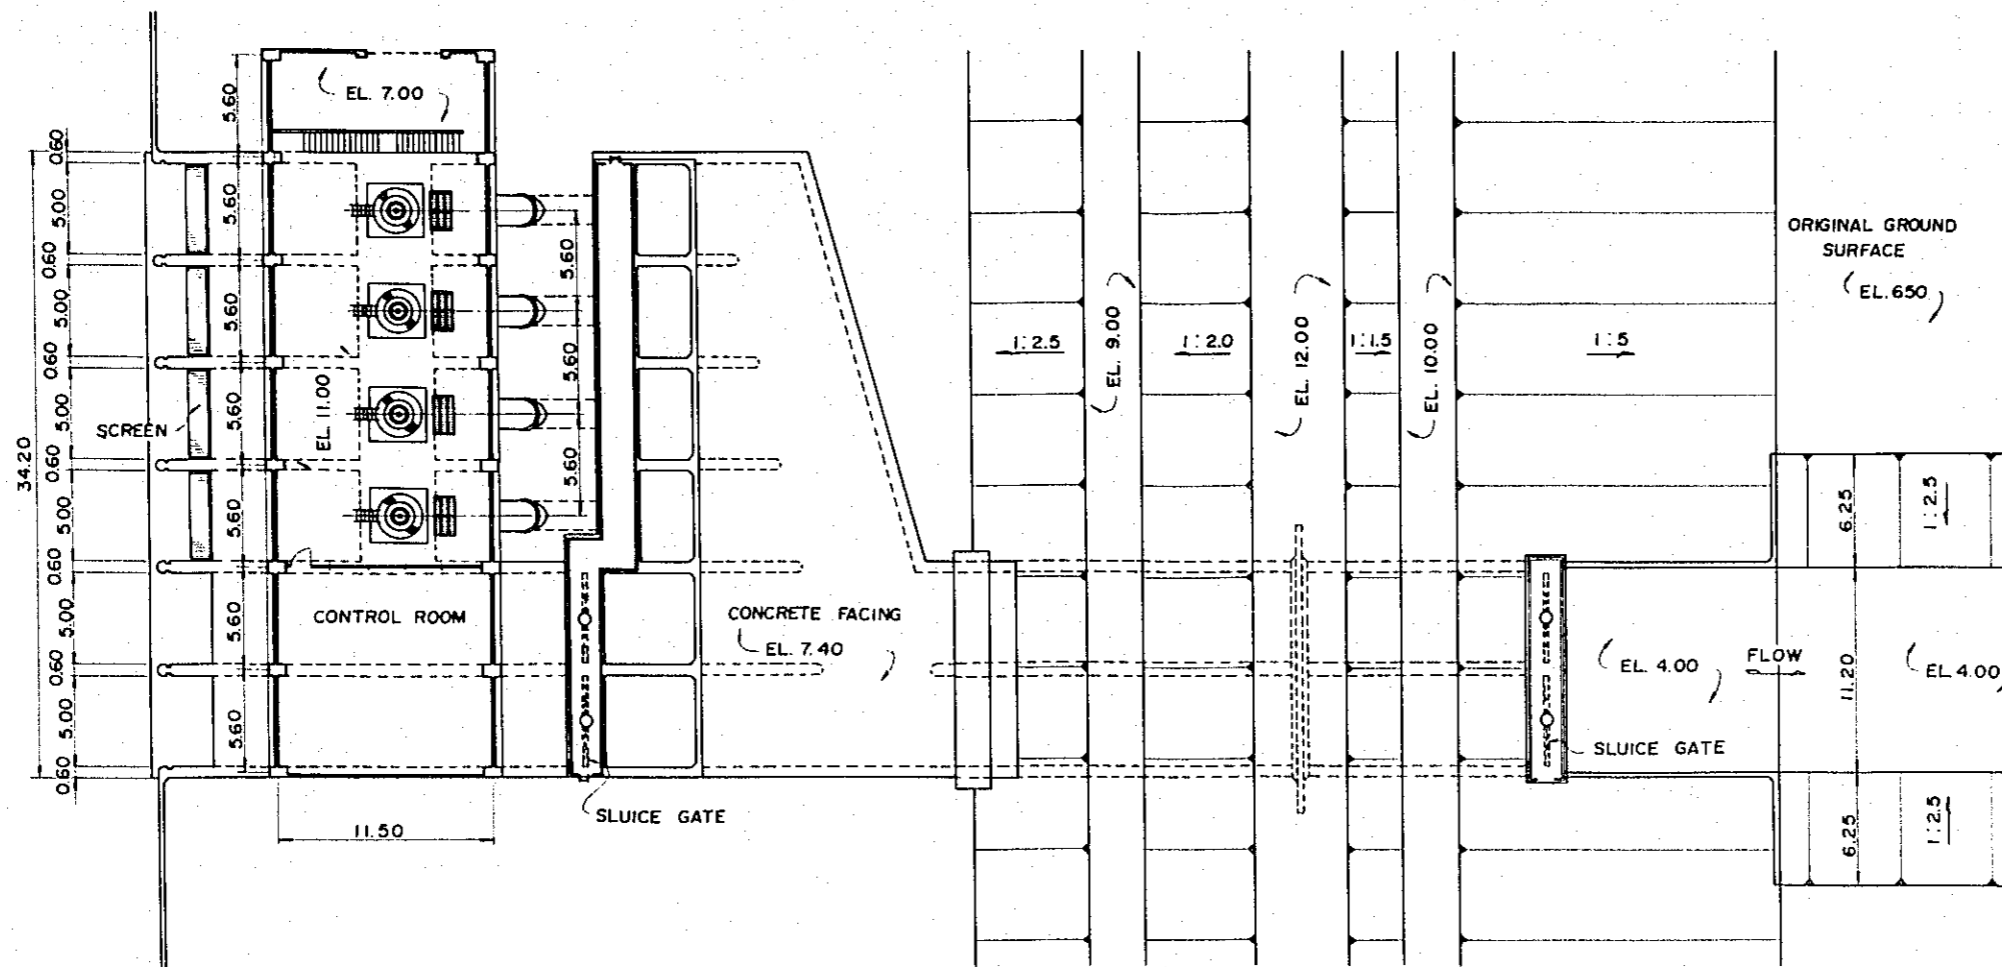 EL. 7.00
5.60
5.60
5.60
5.60
5.60
5.60
5.60
0.60
5.00
0.60
5.00
0.60
5.00
0.60
5.00
0.60
5.00
0.60
5.00
0.60
34.20
SCREEN
EL. 11.00
5.60
5.60
5.60
CONTROL ROOM
11.50
SLUICE GATE
CONCRETE FACING
EL. 7.40
1:2.5
EL. 9.00
1:2.0
EL. 12.00
1:1.5
EL. 10.00
1:5
ORIGINAL GROUND
SURFACE
EL. 650
6.25
1:2.5
EL. 4.00
FLOW
11.20
EL 4.00
SLUICE GATE
6.25
1:2.5